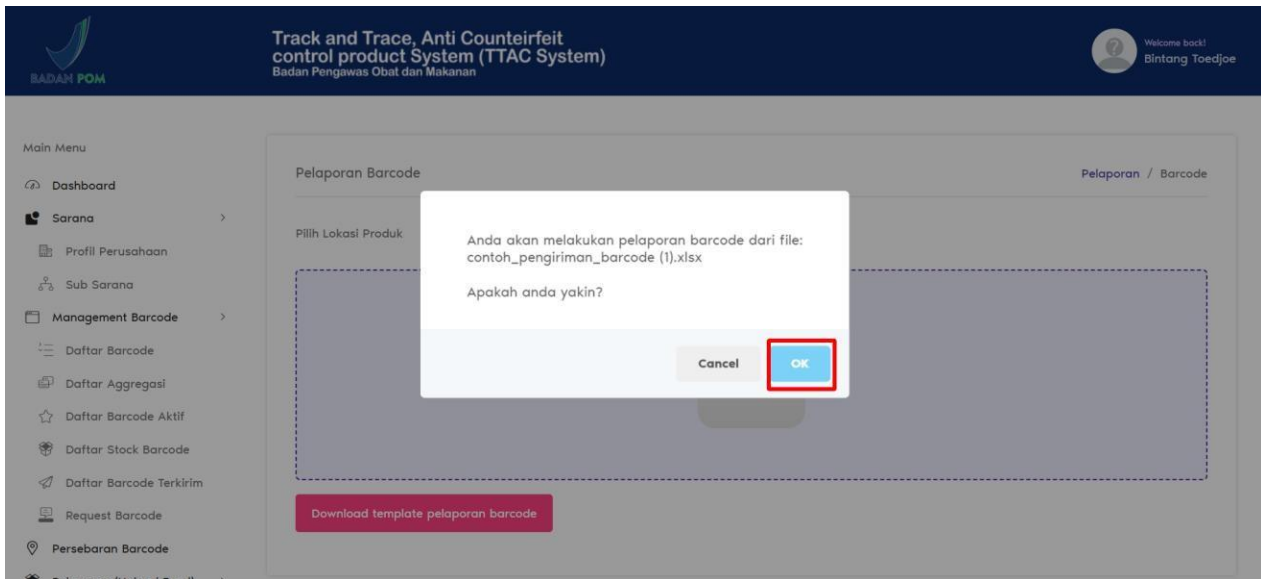 BADAN POM
Track and Trace, Anti Counteirfeit
control product System (TTAC System)
Badan Pengawas Obat dan Makanan
Welcome back!
Bintang Toedjoe
Main Menu
Dashboard
Sarana
Profil Perusahaan
Sub Sarana
Management Barcode
Daftar Barcode
Daftar Aggregasi
Daftar Barcode Aktif
Daftar Stock Barcode
Daftar Barcode Terkirim
Request Barcode
Persebaran Barcode
Pelaporan Barcode
Pelaporan / Barcode
Pilih Lokasi Produk
Anda akan melakukan pelaporan barcode dari file:
contoh_pengiriman_barcode (1).xlsx
Apakah anda yakin?
Cancel
OK
Download template pelaporan barcode